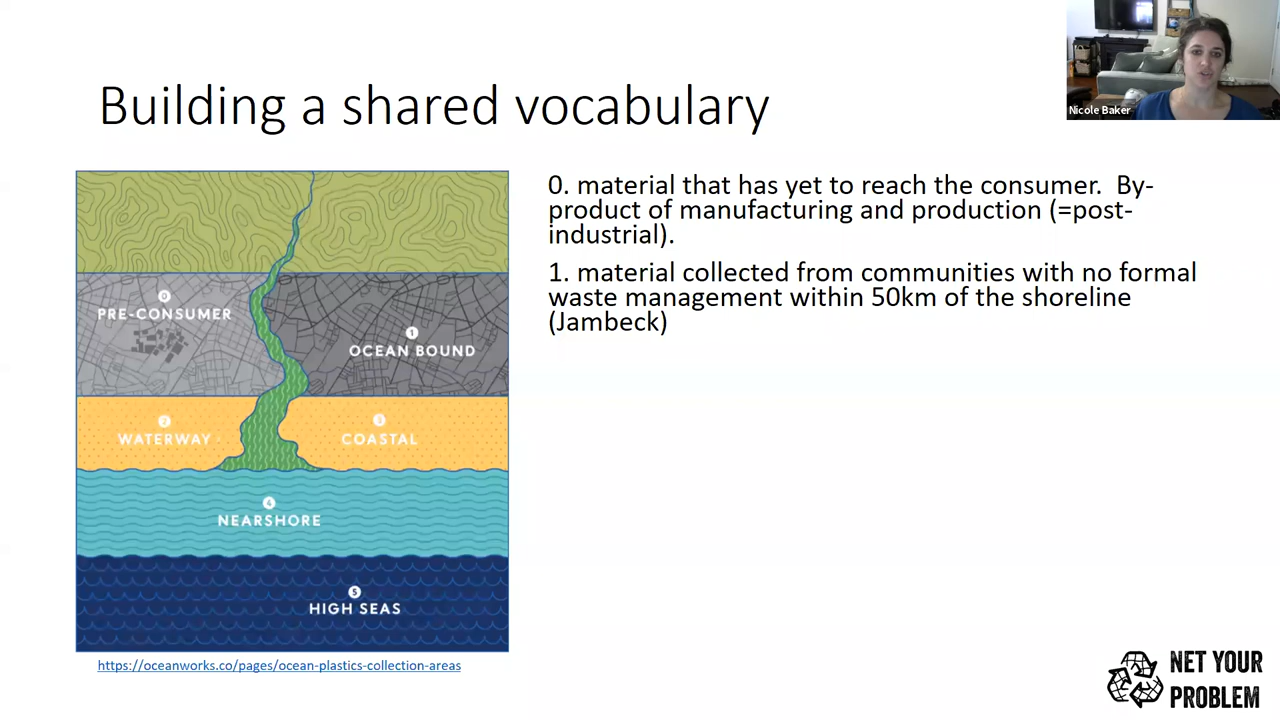 Building a shared vocabulary
Nicole Baker
0
PRE-CONSUMER
1
OCEAN BOUND
2
WATERWAY
3
COASTAL
4
NEARSHORE
5
HIGH SEAS
https://oceanworks.co/pages/ocean-plastics-collection-areas
0. material that has yet to reach the consumer.  By-
product of manufacturing and production (=post-
industrial).
1. material collected from communities with no formal
waste management within 50km of the shoreline
(Jambeck)
NET YOUR
PROBLEM